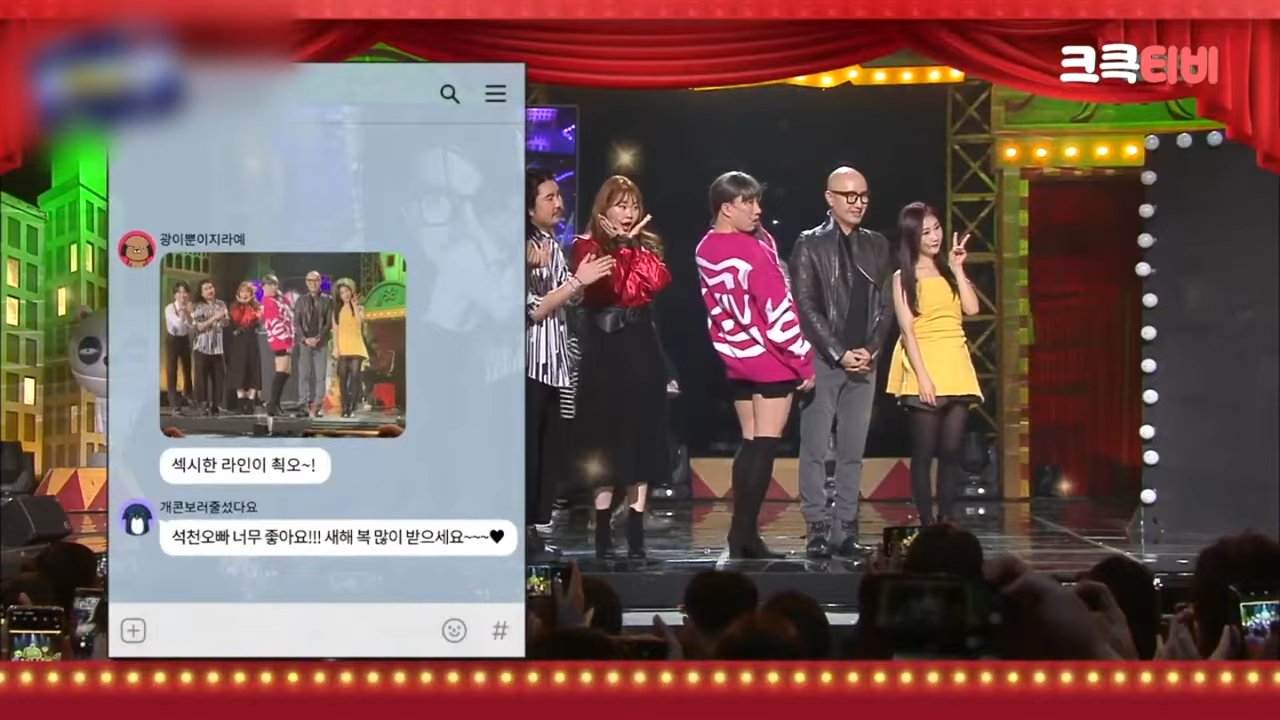 크큭티비
광이뿐이지라예
섹시한 라인이 최오~!
개콘보러줄섰다요
석천오빠 너무 좋아요!!! 새해 복 많이 받으세요~~~♥
#